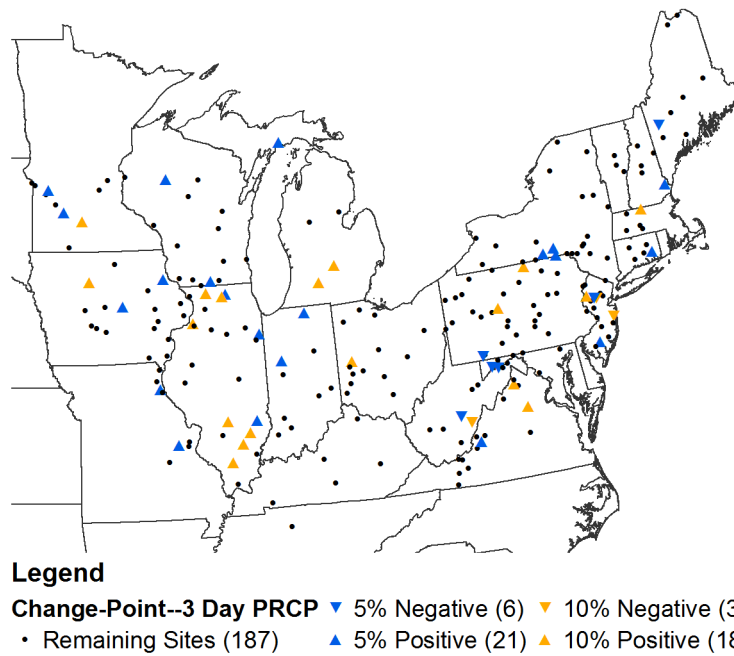 Legend
Change-Point--3 Day PRCP ▼ 5% Negative (6) ▼ 10% Negative (3
• Remaining Sites (187) ▲ 5% Positive (21) ▲ 10% Positive (18